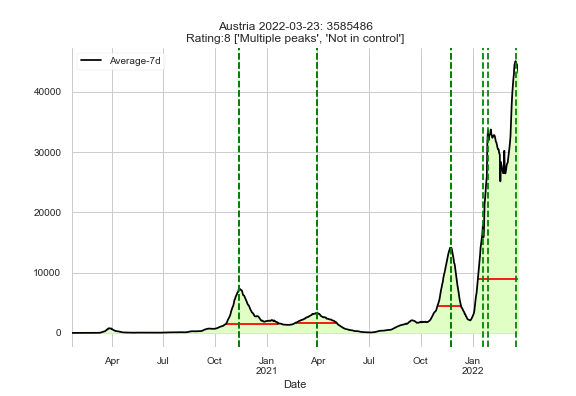 Austria 2022-03-23: 3585486
Rating:8 ['Multiple peaks', 'Not in control']
Average-7d
40000
30000
20000
10000
0
Apr Jul Oct Jan Apr Jul Oct Jan
2021 2022
Date